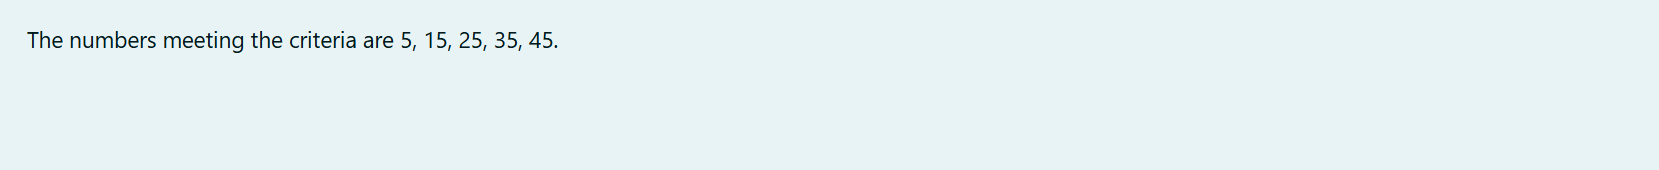 The numbers meeting the criteria are 5, 15, 25, 35, 45.